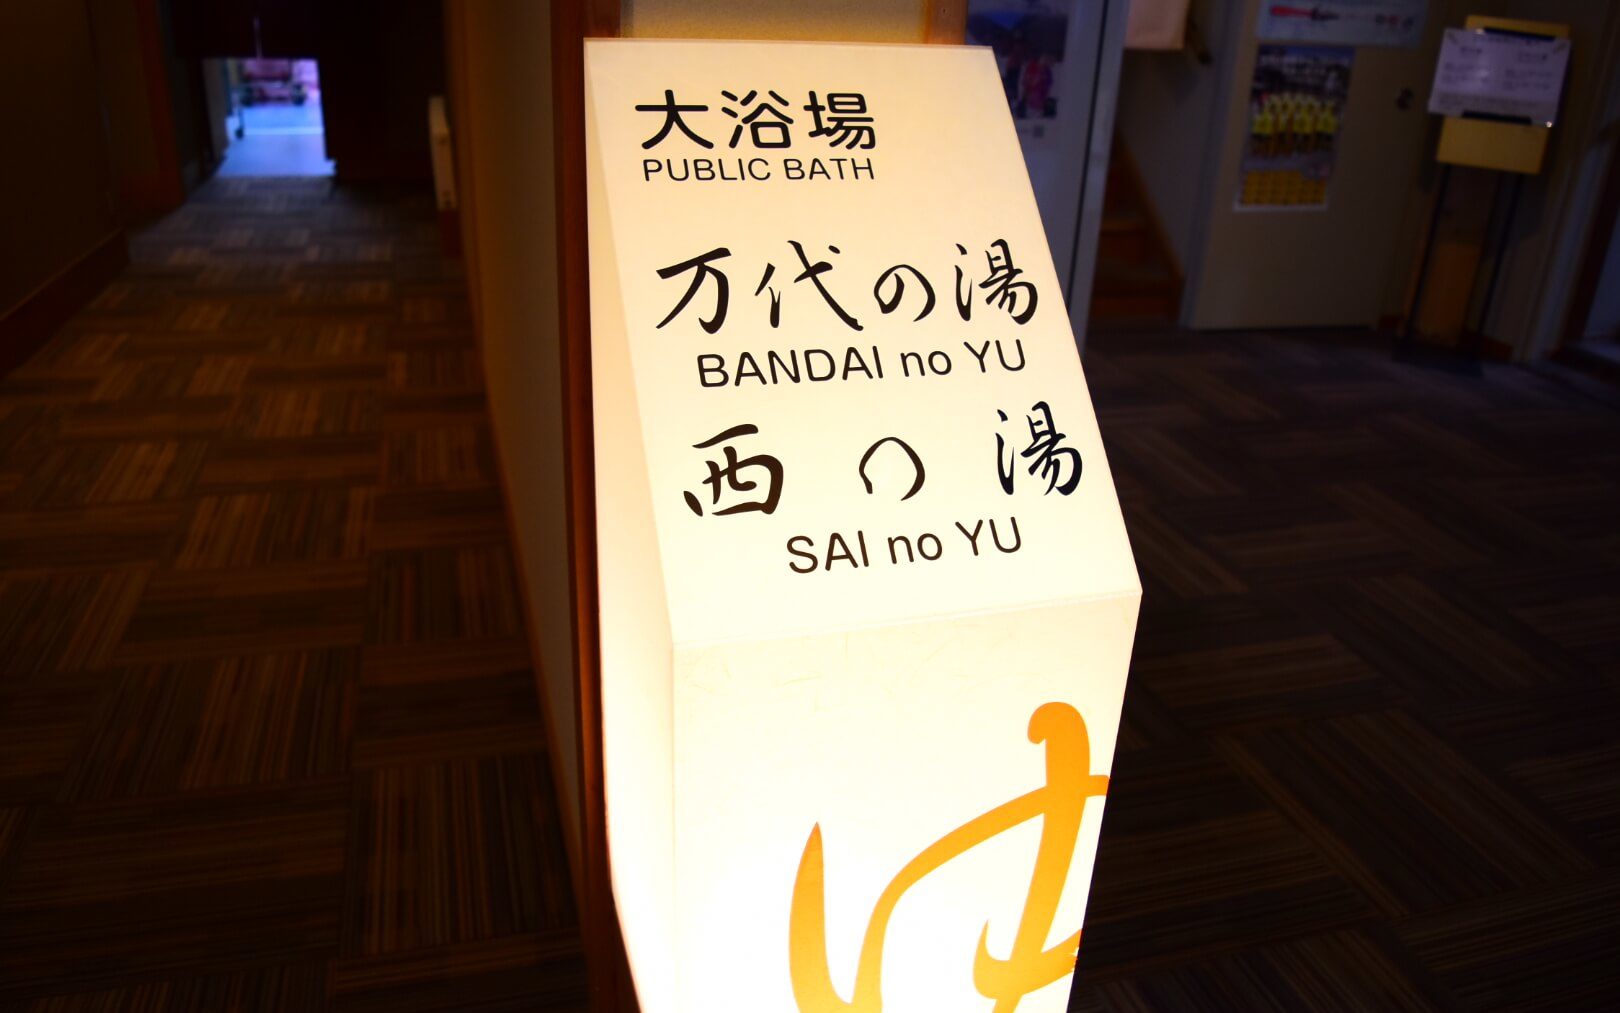 大浴場
PUBLIC BATH
万代の湯
BANDAI no YU
西の湯
SAI no YU
ゆ